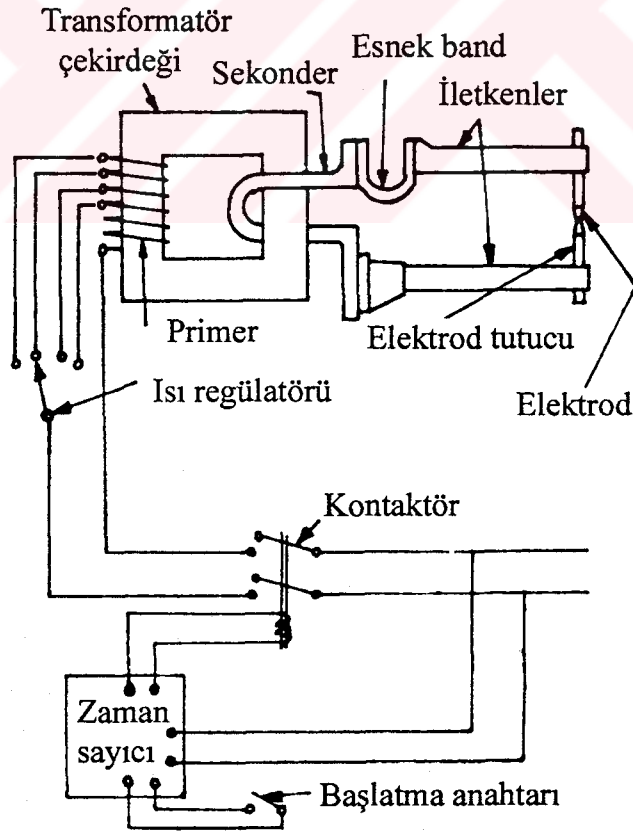 Transformatör
çekirdeği
Sekonder
Esnek band
İletkenler
Primer
Elektrod tutucu
Isı regülatörü
Elektrod
Kontaktör
Zaman
sayıcı
Başlatma anahtarı